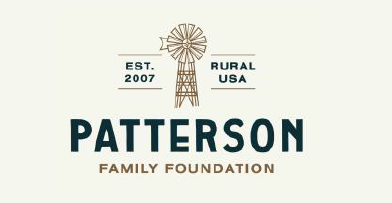 EST. 2007
RURAL USA
PATTERSON
FAMILY FOUNDATION